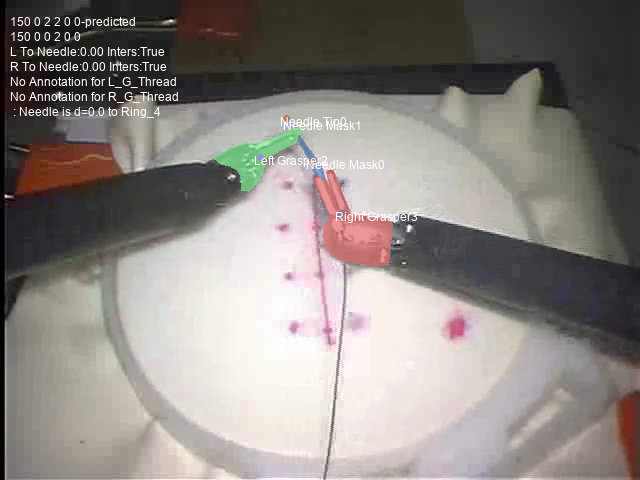 150 0 2 2 0 0-predicted
150 0 0 2 0 0
L To Needle:0.00 Inters:True
R To Needle:0.00 Inters:True
No Annotation for L_G_Thread
No Annotation for R_G_Thread
: Needle is d=0.0 to Ring_4
Needle Tip0
Needle Mask1
Left Grasper2
Needle Mask0
Right Grasper3